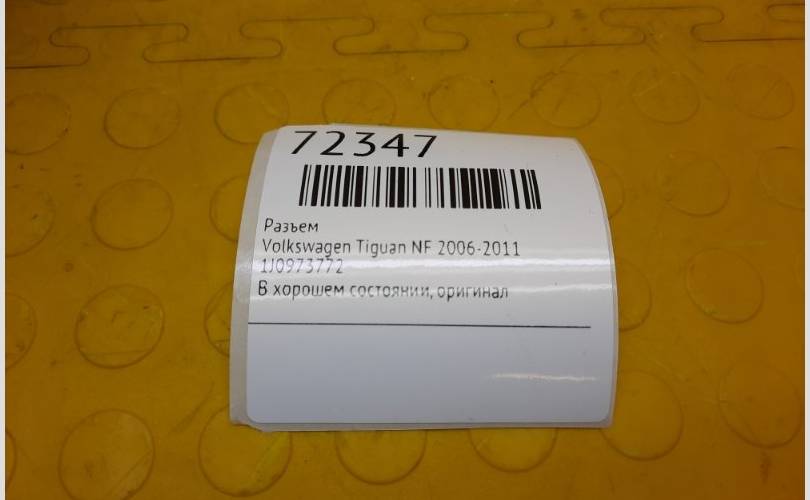 72347
Разъем
Volkswagen Tiguan NF 2006-2011
1J0973772
В хорошем состоянии, оригинал